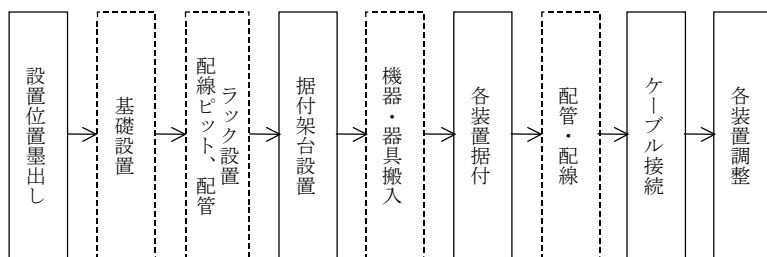 設置位置墨出し
基礎設置
配線ピット、配管
ラック設置
据付架台設置
機器・器具搬入
各装置据付
配管・配線
ケーブル接続
各装置調整